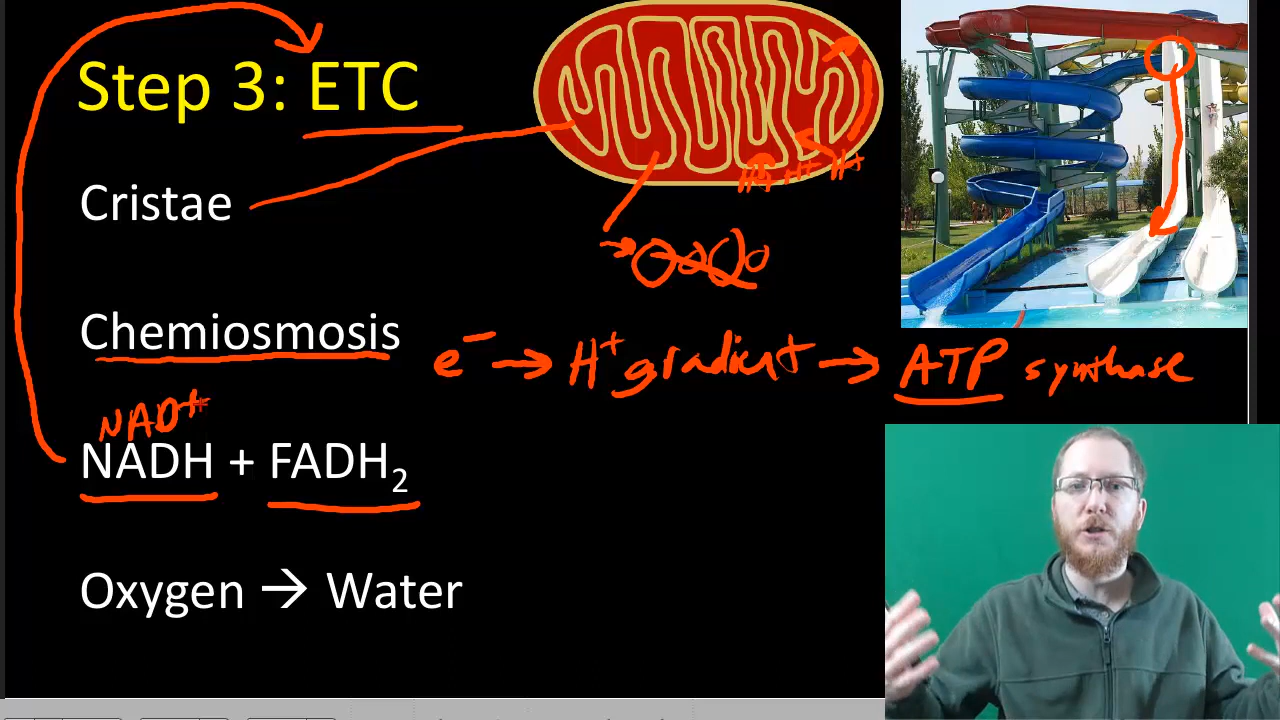 Step 3: ETC
Cristae
H+ H+ H+
Chemiosmosis
e⁻ → H⁺ gradient → ATP synthase
NAD+
NADH + FADH₂
Oxygen → Water